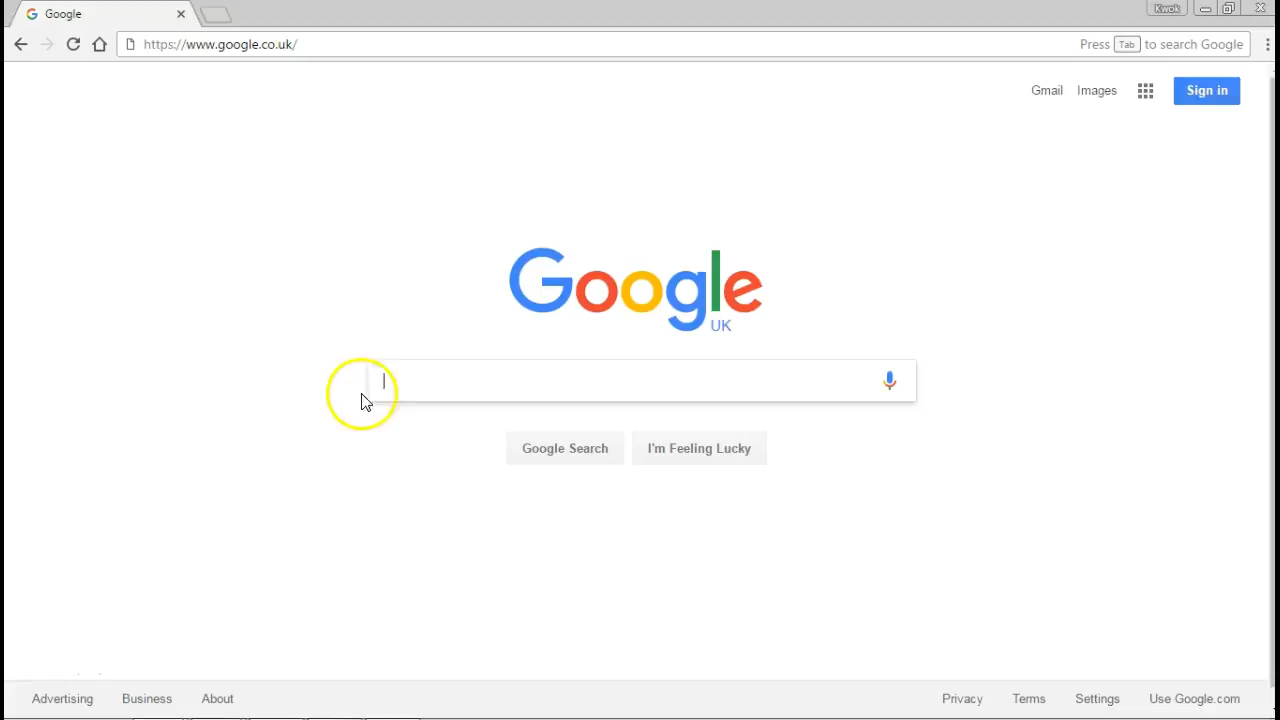 Google
Kwok
https://www.google.co.uk/
Press Tab to search Google
Gmail Images Sign in
Google
UK
Google Search I'm Feeling Lucky
Advertising Business About Privacy Terms Settings Use Google.com